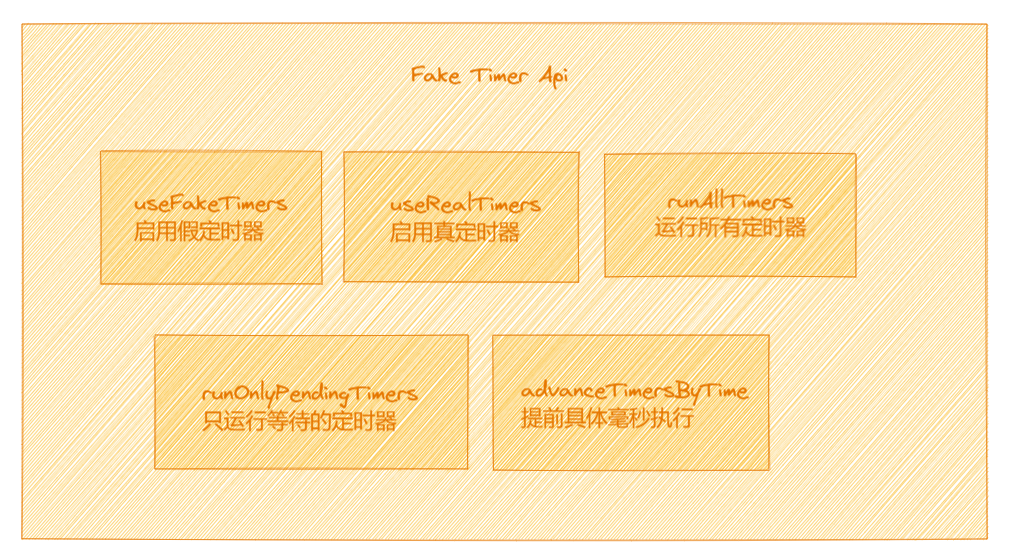 Fake Timer Api
useFakeTimers
启用假定时器
useRealTimers
启用真定时器
runAllTimers
运行所有定时器
runOnlyPendingTimers
只运行等待的定时器
advanceTimersByTime
提前具体毫秒执行